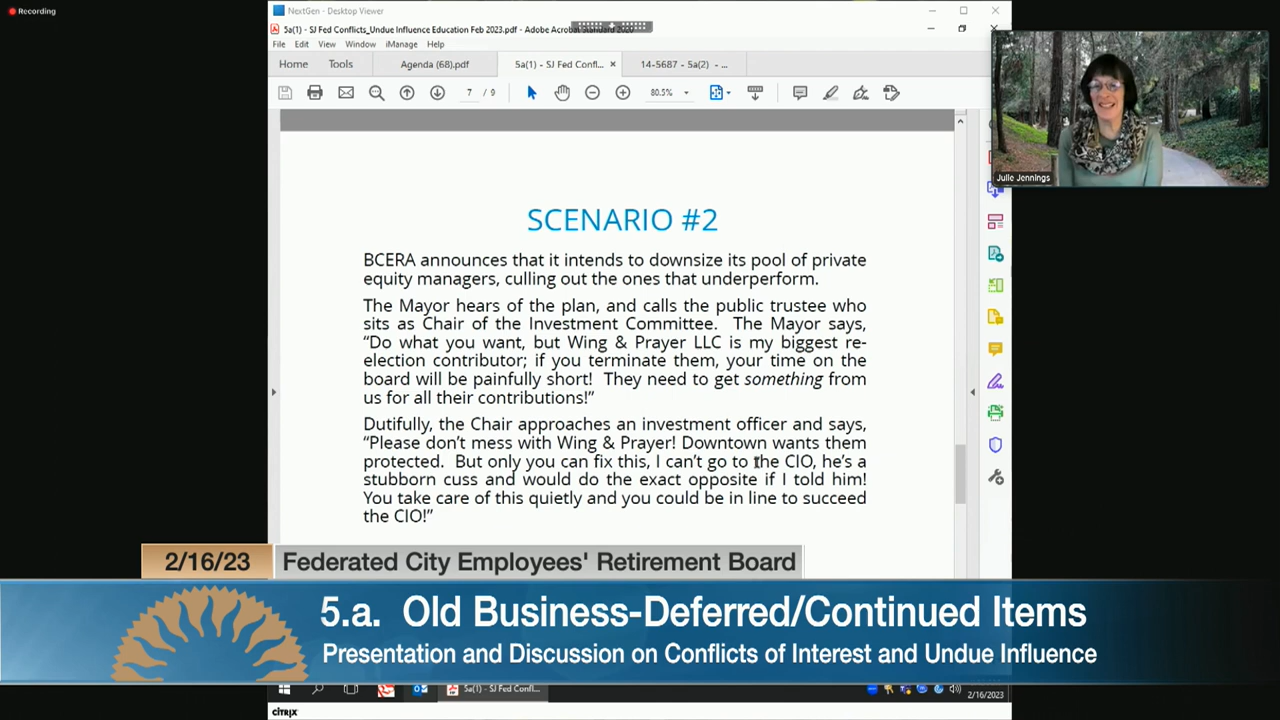 Recording
NextGen - Desktop Viewer
5a(1) - SJ Fed Conflicts_Undue Influence Education Feb 2023.pdf - Adobe Acrobat Standard 2020
File Edit View Window iManage Help
Home Tools Agenda (68).pdf 5a(1) - SJ Fed Confl... × 14-5687 - 5a(2) - ...
7 / 9 80.5%
Julie Jennings
SCENARIO #2
BCERA announces that it intends to downsize its pool of private
equity managers, culling out the ones that underperform.
The Mayor hears of the plan, and calls the public trustee who
sits as Chair of the Investment Committee. The Mayor says,
“Do what you want, but Wing & Prayer LLC is my biggest re-
election contributor; if you terminate them, your time on the
board will be painfully short! They need to get something from
us for all their contributions!”
Dutifully, the Chair approaches an investment officer and says,
“Please don’t mess with Wing & Prayer! Downtown wants them
protected. But only you can fix this, I can’t go to the CIO, he’s a
stubborn cuss and would do the exact opposite if I told him!
You take care of this quietly and you could be in line to succeed
the CIO!”
2/16/23 Federated City Employees' Retirement Board
5.a. Old Business-Deferred/Continued Items
Presentation and Discussion on Conflicts of Interest and Undue Influence
5a(1) - SJ Fed Confl...
2/16/2023
CITRIX